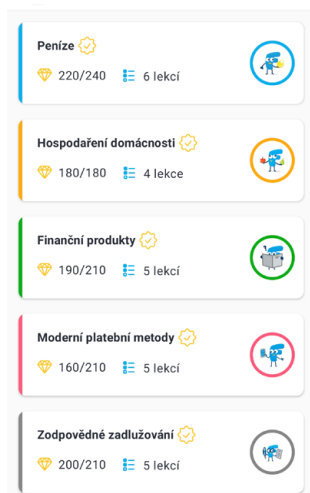 Peníze
220/240 6 lekcí
Hospodaření domácnosti
180/180 4 lekce
Finanční produkty
190/210 5 lekcí
Moderní platební metody
160/210 5 lekcí
Zodpovědné zadlužování
200/210 5 lekcí